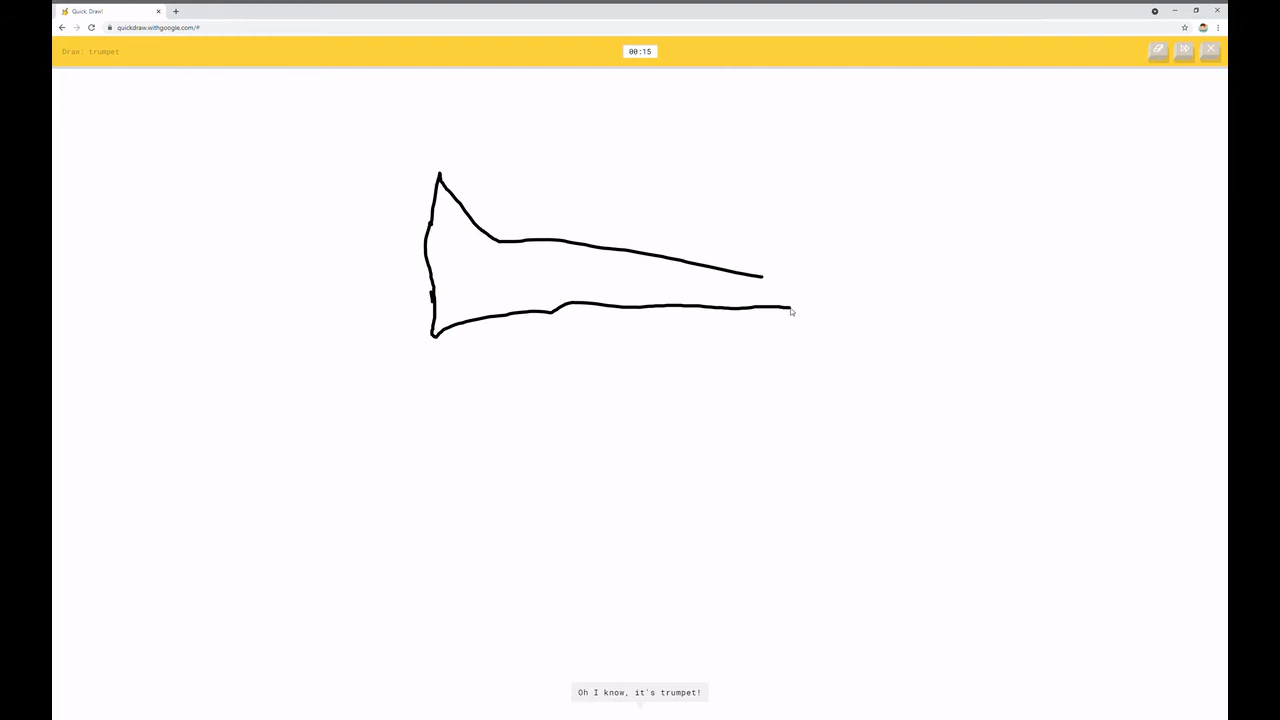 Quick, Draw!
quickdraw.withgoogle.com/#
Draw: trumpet
00:15
Oh I know, it's trumpet!